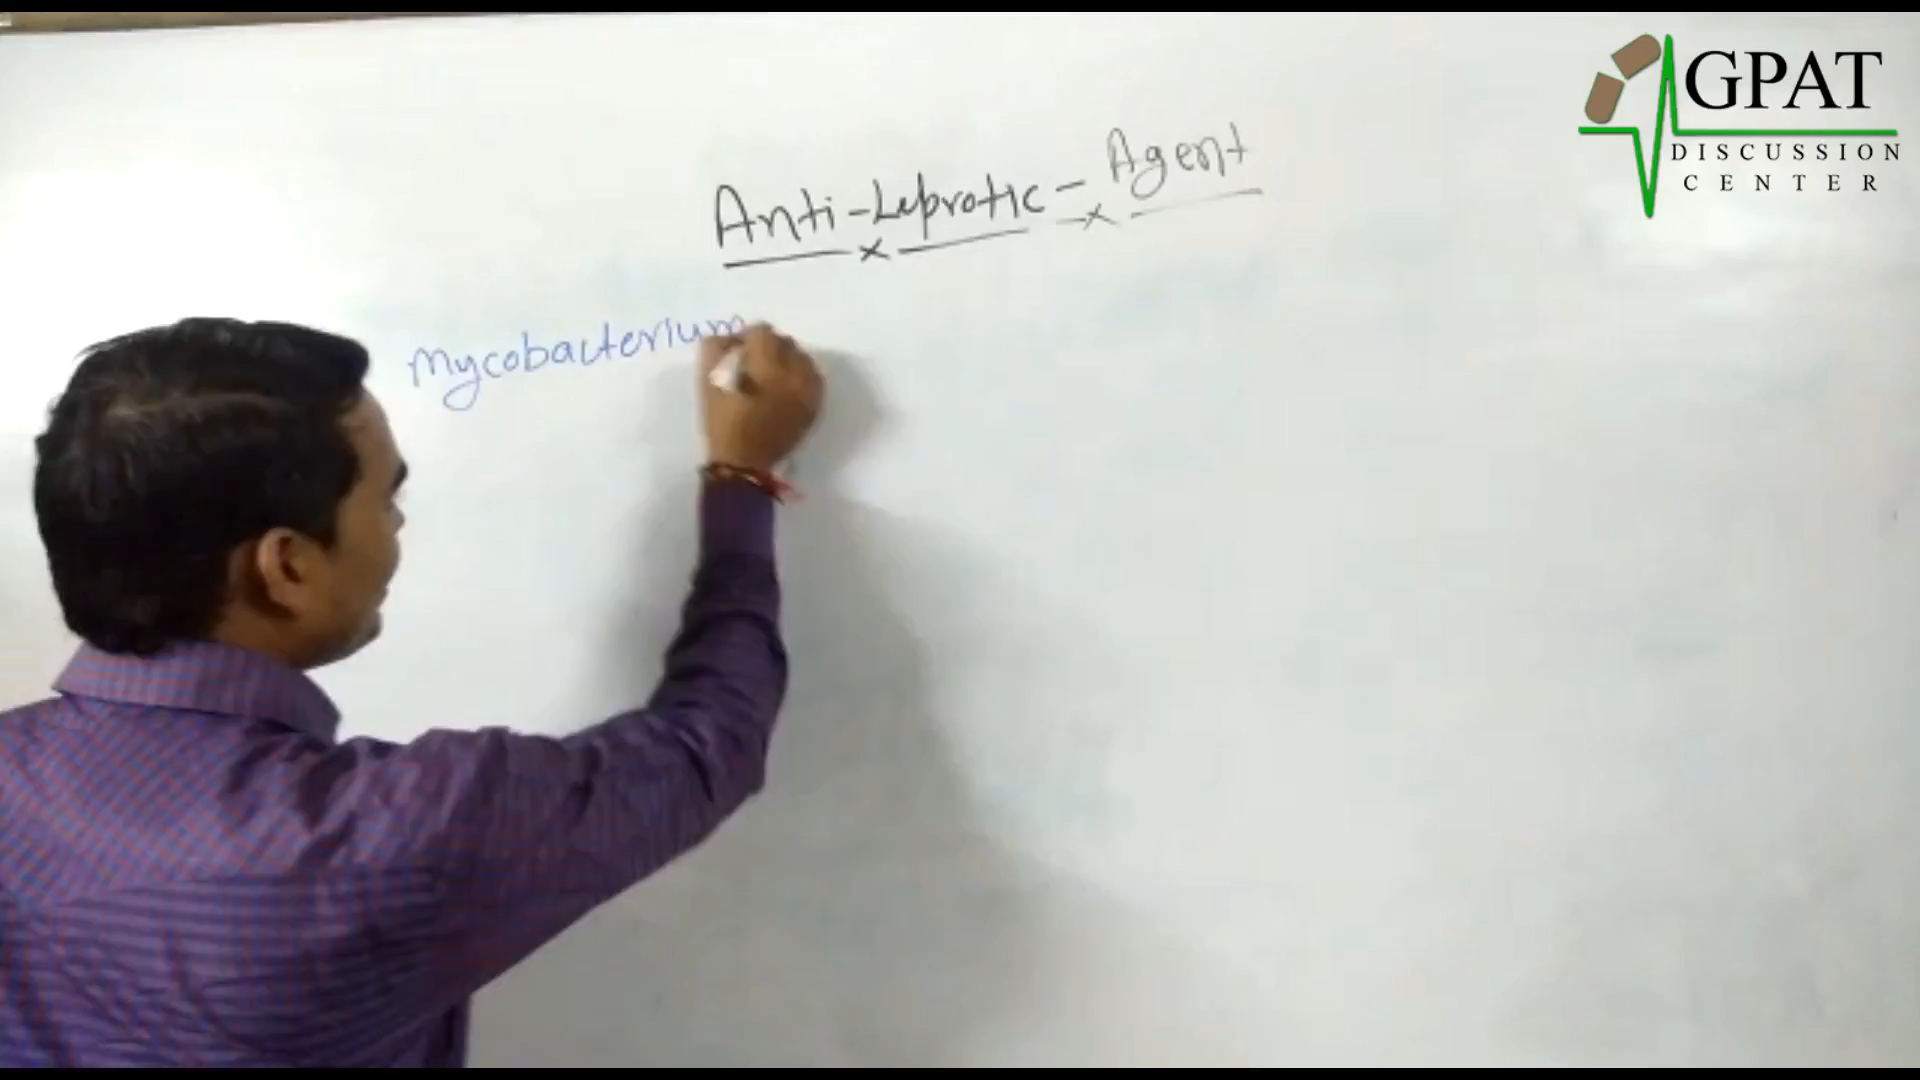 GPAT
DISCUSSION
CENTER
Anti-Leprotic-Agent
Mycobacterium